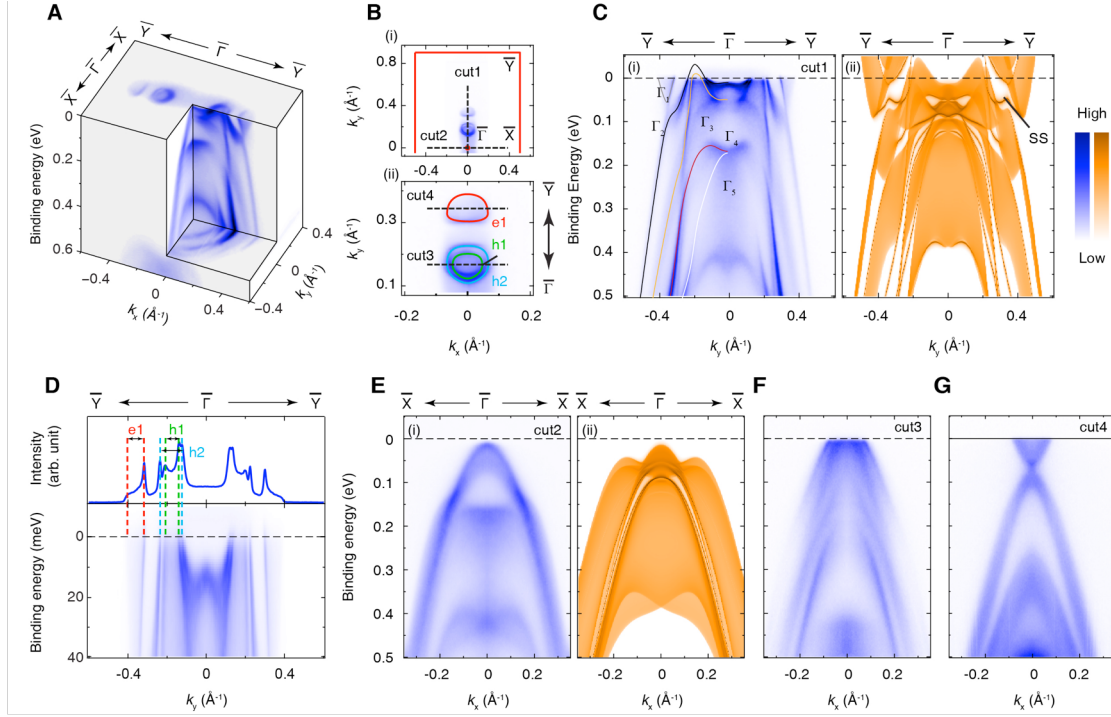 A
X̅
Γ̅
X̅
Y̅
Γ̅
Y̅
Binding energy (eV)
0
0.2
0.4
0.6
-0.4
0
0.4
kx (Å⁻¹)
-0.4
0
0.4
ky (Å⁻¹)
B
(i)
cut1
Y̅
cut2
Γ̅
X̅
ky (Å⁻¹)
0.8
0.4
0
-0.5
0
0.5
(ii)
cut4
e1
h1
cut3
h2
Y̅
Γ̅
ky (Å⁻¹)
0.3
0.1
-0.2
0
0.2
kx (Å⁻¹)
C
Y̅ Γ̅ Y̅
(i)
cut1
Γ1
Γ2
Γ3
Γ4
Γ5
Binding Energy (eV)
0
0.1
0.2
0.3
0.4
0.5
-0.4
0
0.4
ky (Å⁻¹)
Y̅ Γ̅ Y̅
(ii)
SS
-0.4
0
0.4
ky (Å⁻¹)
High
Low
D
Y̅ Γ̅ Y̅
Intensity
(arb. unit)
e1
h1
h2
Binding energy (meV)
0
20
40
-0.4
0
0.4
ky (Å⁻¹)
E
X̅ Γ̅ X̅
(i)
cut2
Binding energy (eV)
0
0.1
0.2
0.3
0.4
0.5
-0.2
0
0.2
kx (Å⁻¹)
X̅ Γ̅ X̅
(ii)
-0.2
0
0.2
kx (Å⁻¹)
F
cut3
-0.2
0
0.2
kx (Å⁻¹)
G
cut4
-0.2
0
0.2
kx (Å⁻¹)